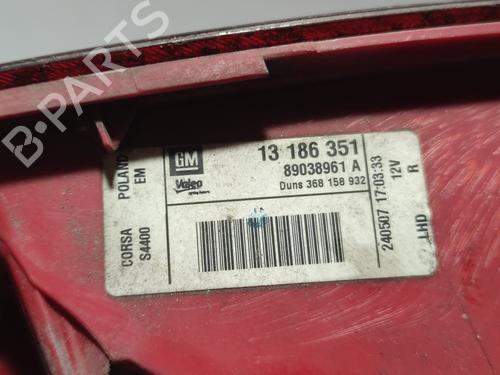 B-PARTS
GM
13 186 351
Valeo
89038961 A
Duns 368 158 932
POLAND
EM
CORSA
S4400
240507 17:03:33
12V
R
LHD